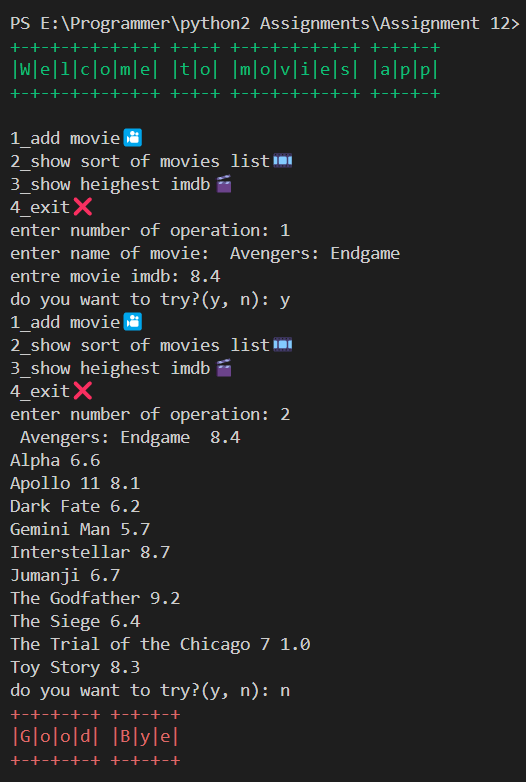 PS E:\Programmer\python2 Assignments\Assignment 12>
+-+-+-+-+-+-+-+ +-+-+ +-+-+-+-+-+-+ +-+-+-+
|W|e|l|c|o|m|e| |t|o| |m|o|v|i|e|s| |a|p|p|
+-+-+-+-+-+-+-+ +-+-+ +-+-+-+-+-+-+ +-+-+-+
1_add movie🎦
2_show sort of movies list🎞
3_show heighest imdb🎬
4_exit❌
enter number of operation: 1
enter name of movie:  Avengers: Endgame
entre movie imdb: 8.4
do you want to try?(y, n): y
1_add movie🎦
2_show sort of movies list🎞
3_show heighest imdb🎬
4_exit❌
enter number of operation: 2
 Avengers: Endgame  8.4
Alpha 6.6
Apollo 11 8.1
Dark Fate 6.2
Gemini Man 5.7
Interstellar 8.7
Jumanji 6.7
The Godfather 9.2
The Siege 6.4
The Trial of the Chicago 7 1.0
Toy Story 8.3
do you want to try?(y, n): n
+-+-+-+-+ +-+-+-+
|G|o|o|d| |B|y|e|
+-+-+-+-+ +-+-+-+